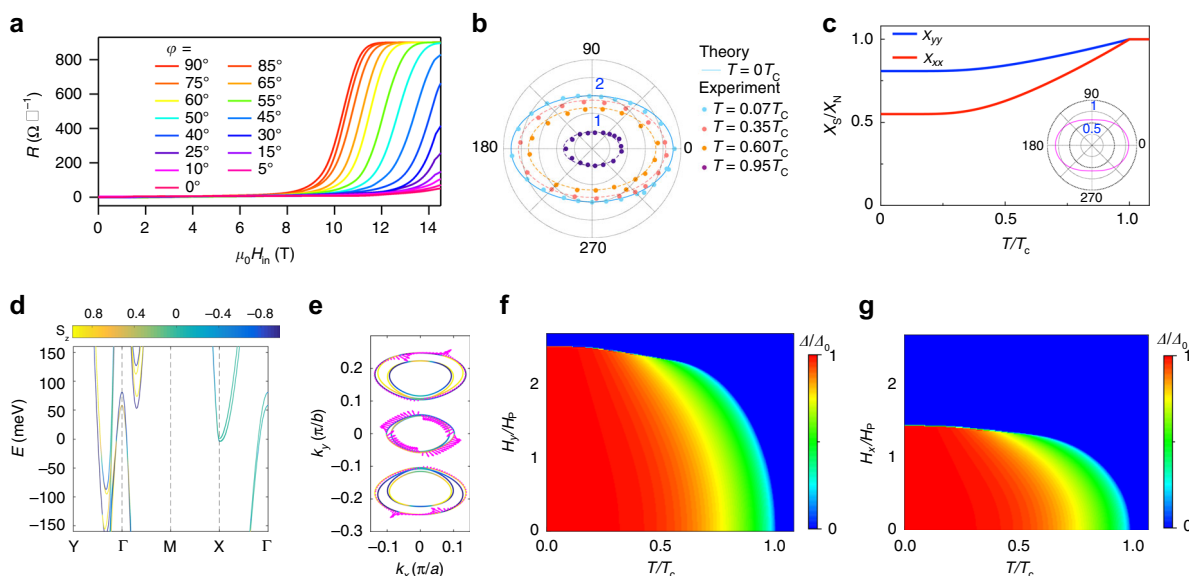 a
R (Ω □⁻¹)
800
600
400
200
0
φ =
90° 85°
75° 65°
60° 55°
50° 45°
40° 30°
25° 15°
10° 5°
0°
0 2 4 6 8 10 12 14
μ₀H_in (T)
b
90
2
1
180
0
270
Theory
T = 0T_C
Experiment
T = 0.07T_C
T = 0.35T_C
T = 0.60T_C
T = 0.95T_C
c
X_S/X_N
1.0
0.5
0
X_yy
X_xx
90
1
0.5
180
0
270
0 0.5 1.0
T/T_c
d
S_z
0.8 0.4 0 −0.4 −0.8
E (meV)
150
100
50
0
−50
−100
−150
Y Γ M X Γ
e
k_y (π/b)
0.2
0.1
0
−0.1
−0.2
−0.3
−0.1 0 0.1
k_x (π/a)
f
H_y/H_P
2
1
0
0.0 0.5 1.0
T/T_c
Δ/Δ₀
1
0
g
H_x/H_P
2
1
0
0.0 0.5 1.0
T/T_c
Δ/Δ₀
1
0